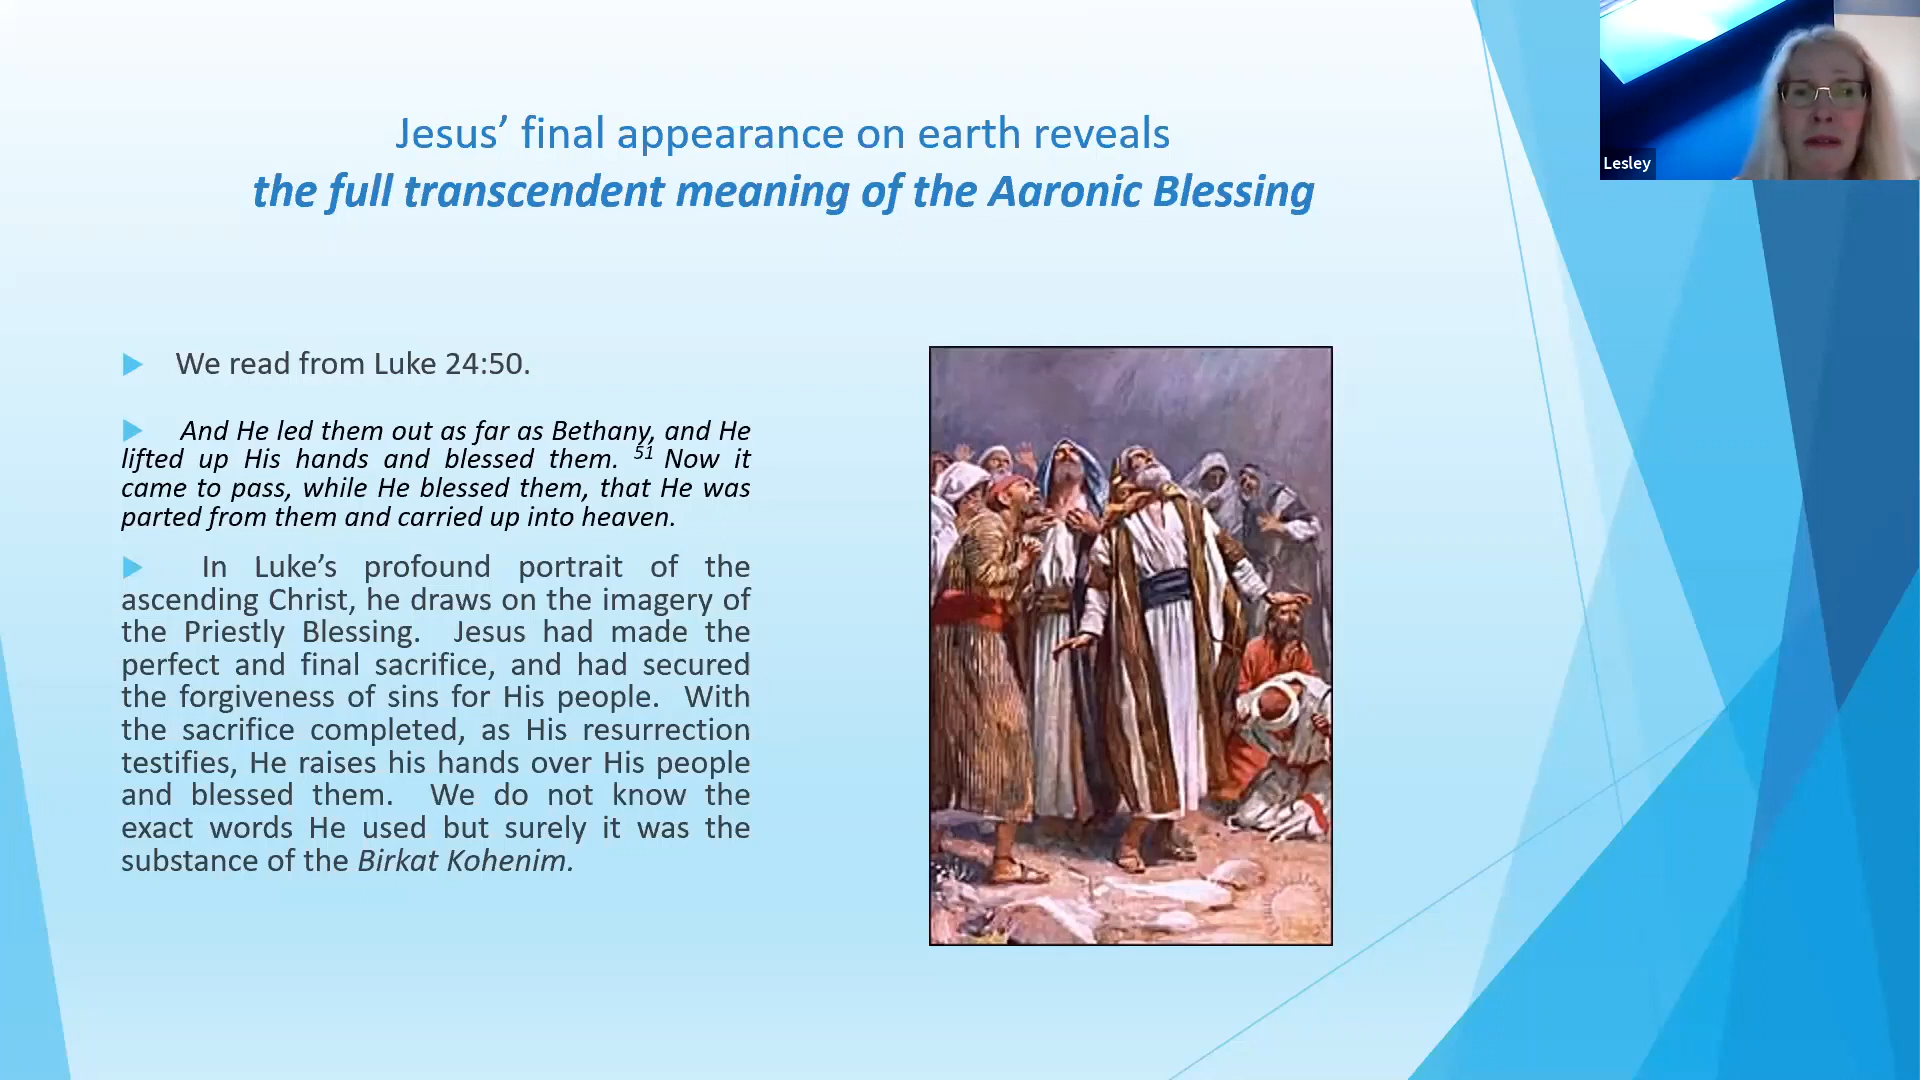 Jesus’ final appearance on earth reveals
the full transcendent meaning of the Aaronic Blessing
Lesley
We read from Luke 24:50.
And He led them out as far as Bethany, and He
lifted up His hands and blessed them. 51 Now it
came to pass, while He blessed them, that He was
parted from them and carried up into heaven.
In Luke’s profound portrait of the
ascending Christ, he draws on the imagery of
the Priestly Blessing. Jesus had made the
perfect and final sacrifice, and had secured
the forgiveness of sins for His people. With
the sacrifice completed, as His resurrection
testifies, He raises his hands over His people
and blessed them. We do not know the
exact words He used but surely it was the
substance of the Birkat Kohenim.